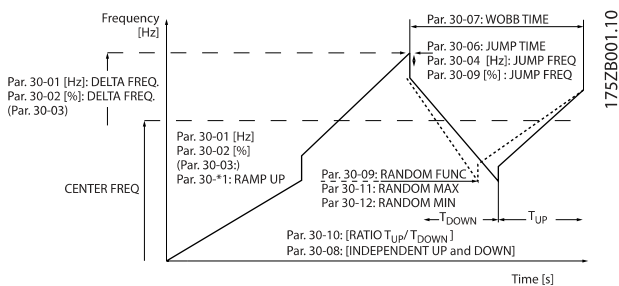 Frequency
[Hz]
Par. 30-07: WOBB TIME
Par. 30-06: JUMP TIME
Par. 30-04 [Hz]: JUMP FREQ
Par. 30-09 [%] : JUMP FREQ
175ZB001.10
Par. 30-01 [Hz]: DELTA FREQ.
Par. 30-02 [%]: DELTA FREQ.
(Par. 30-03)
Par. 30-01 [Hz]
Par. 30-02 [%]
(Par. 30-03:)
Par. 30-*1: RAMP UP
CENTER FREQ
Par. 30-09: RANDOM FUNC
Par 30-11: RANDOM MAX
Par 30-12: RANDOM MIN
TDOWN TUP
Par. 30-10: [RATIO TUP/ TDOWN ]
Par. 30-08: [INDEPENDENT UP and DOWN]
Time [s]